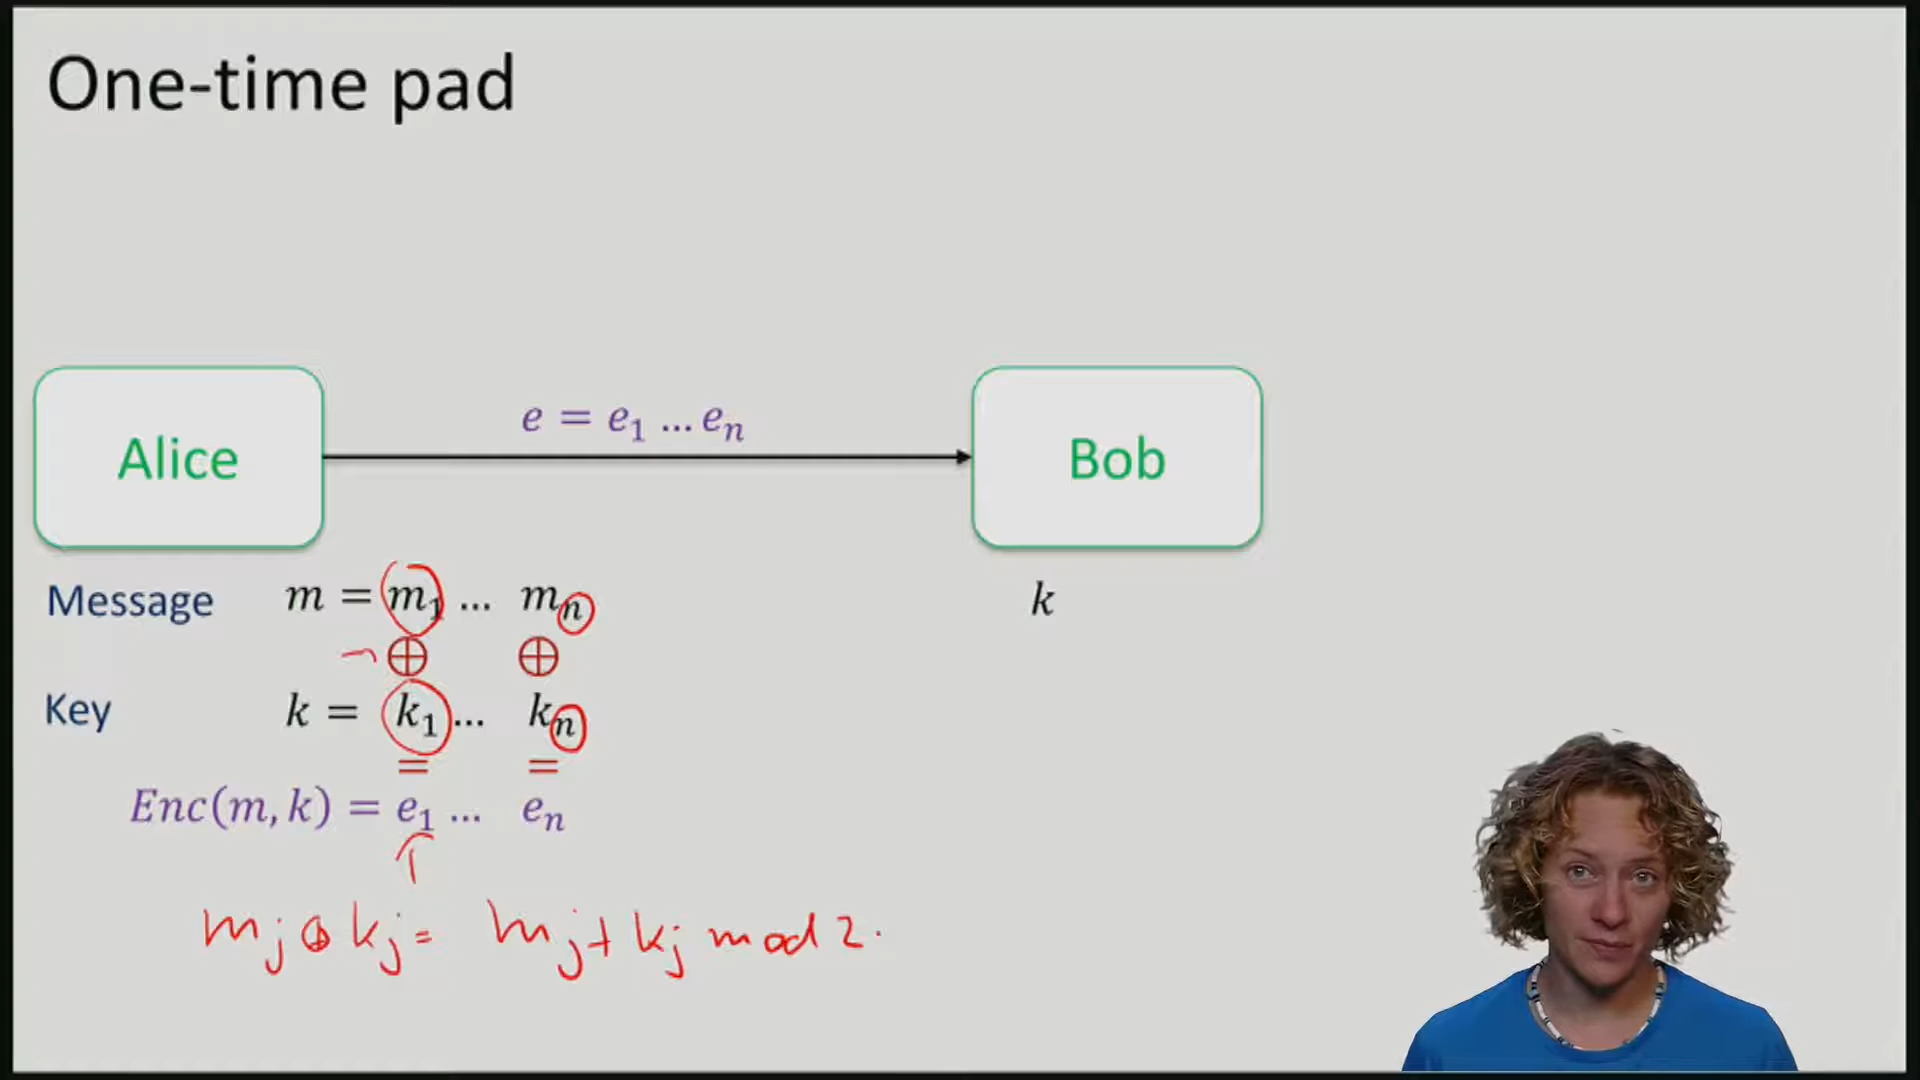 One-time pad
e = e₁ … eₙ
Alice
Bob
Message m = m₁ … mₙ
k
⊕ ⊕
Key k = k₁ … kₙ
= =
Enc(m, k) = e₁ … eₙ
mⱼ ⊕ kⱼ = mⱼ + kⱼ mod 2.